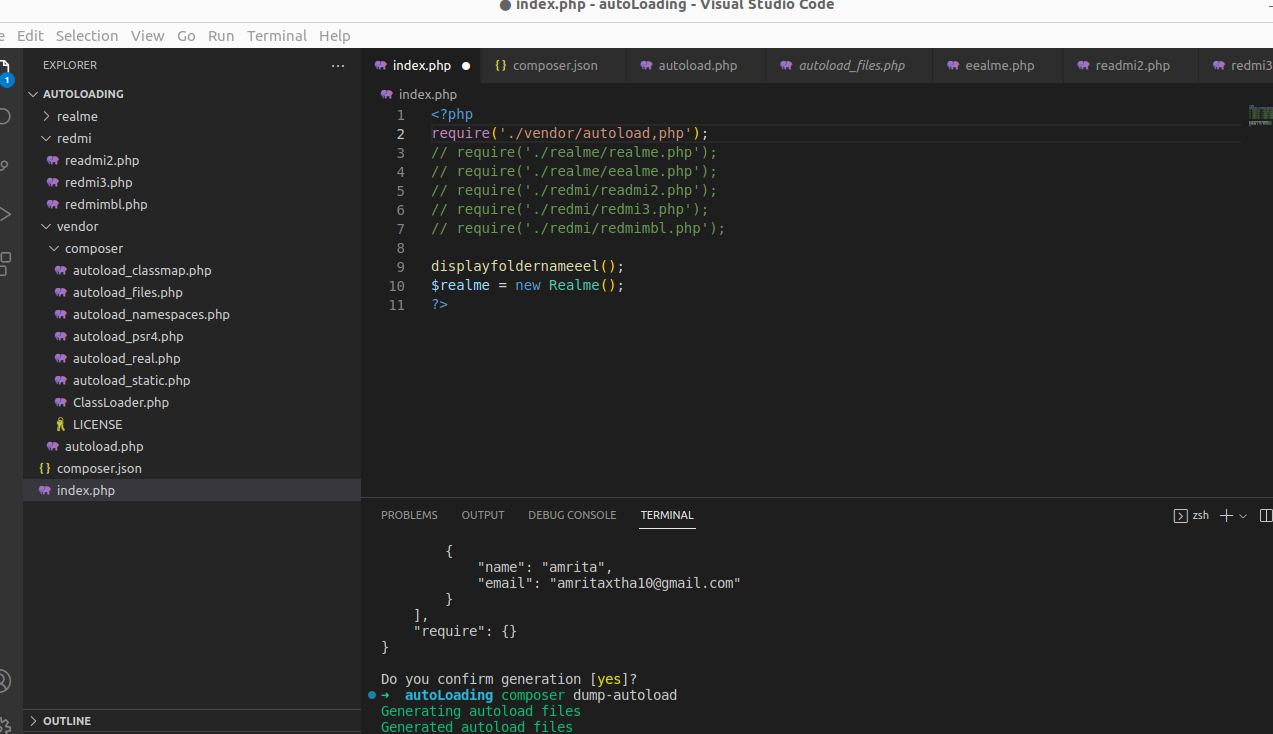 index.php - autoLoading - Visual Studio Code
e Edit Selection View Go Run Terminal Help
1
EXPLORER ...
AUTOLOADING
realme
redmi
readmi2.php
redmi3.php
redmimbl.php
vendor
composer
autoload_classmap.php
autoload_files.php
autoload_namespaces.php
autoload_psr4.php
autoload_real.php
autoload_static.php
ClassLoader.php
LICENSE
autoload.php
{} composer.json
index.php
OUTLINE
index.php {} composer.json autoload.php autoload_files.php eealme.php readmi2.php redmi3
index.php
1 <?php
2 require('./vendor/autoload,php');
3 // require('./realme/realme.php');
4 // require('./realme/eealme.php');
5 // require('./redmi/readmi2.php');
6 // require('./redmi/redmi3.php');
7 // require('./redmi/redmimbl.php');
8
9 displayfoldernameeel();
10 $realme = new Realme();
11 ?>
PROBLEMS OUTPUT DEBUG CONSOLE TERMINAL zsh
{
"name": "amrita",
"email": "amritaxtha10@gmail.com"
}
],
"require": {}
}
Do you confirm generation [yes]?
➜ autoLoading composer dump-autoload
Generating autoload files
Generated autoload files